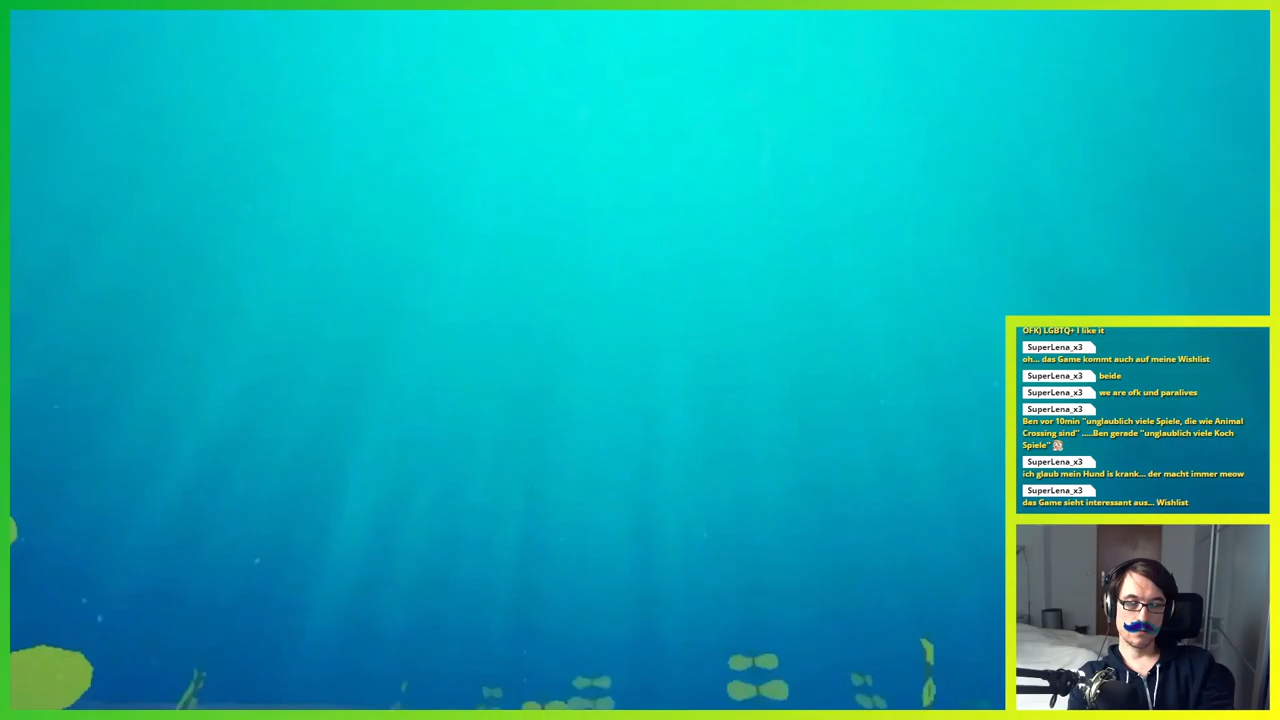 OFK) LGBTQ+ I like it
SuperLena_x3
oh... das Game kommt auch auf meine Wishlist
SuperLena_x3 beide
SuperLena_x3 we are ofk und paralives
SuperLena_x3
Ben vor 10min "unglaublich viele Spiele, die wie Animal
Crossing sind" .....Ben gerade "unglaublich viele Koch
Spiele"
SuperLena_x3
ich glaub mein Hund is krank... der macht immer meow
SuperLena_x3
das Game sieht interessant aus... Wishlist